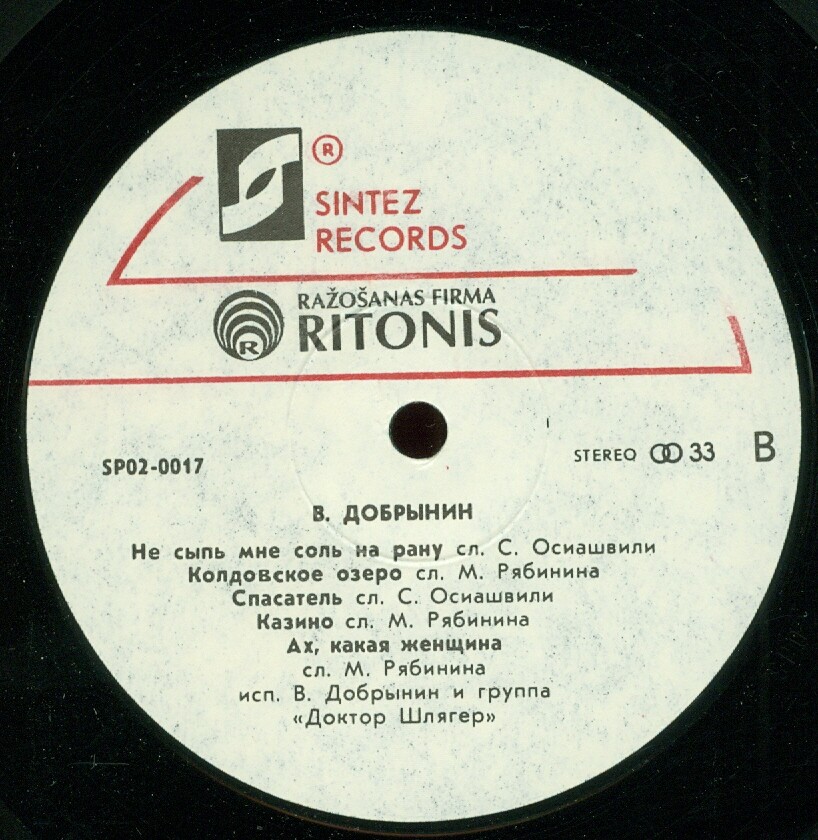 ®
SINTEZ
RECORDS
RAŽOŠANAS FIRMA
RITONIS
R
SP02-0017
STEREO 33 B
В. ДОБРЫНИН
Не сыпь мне соль на рану сл. С. Осиашвили
Колдовское озеро сл. М. Рябинина
Спасатель сл. С. Осиашвили
Казино сл. М. Рябинина
Ах, какая женщина
сл. М. Рябинина
исп. В. Добрынин и группа
«Доктор Шлягер»